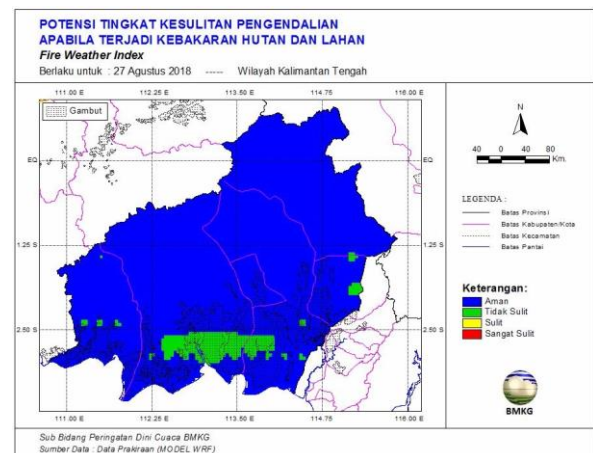 POTENSI TINGKAT KESULITAN PENGENDALIAN
APABILA TERJADI KEBAKARAN HUTAN DAN LAHAN
Fire Weather Index
Berlaku untuk : 27 Agustus 2018 ----- Wilayah Kalimantan Tengah
111.00 E 112.25 E 113.50 E 114.75 116.00 E
Gambut
EQ EQ
1.25 S 1.25 S
2.50 S 2.50 S
111.00 E 112.25 E 113.50 E 114.75 E 116.00 E
N
40 0 40 80
Km.
LEGENDA :
Batas Provinsi
Batas Kabupaten/Kota
Batas Kecamatan
Batas Pantai
Keterangan:
Aman
Tidak Sulit
Sulit
Sangat Sulit
BMKG
Sub Bidang Peringatan Dini Cuaca BMKG
Sumber Data : Data Prakiraan (MODEL WRF)